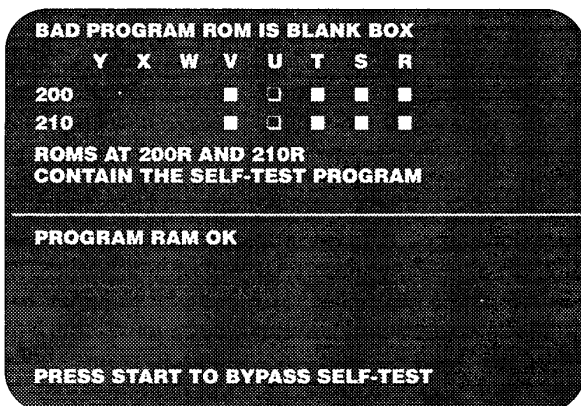 BAD PROGRAM ROM IS BLANK BOX
Y X W V U T S R
200
210
ROMS AT 200R AND 210R
CONTAIN THE SELF-TEST PROGRAM
PROGRAM RAM OK
PRESS START TO BYPASS SELF-TEST